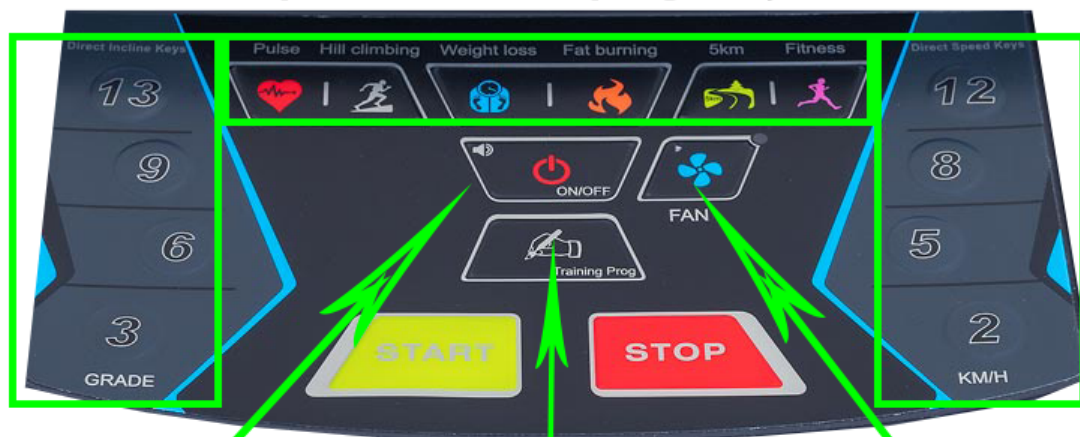 Direct Incline Keys
Pulse Hill climbing Weight loss Fat burning 5km Fitness
Direct Speed Keys
13
5km
12
9
ON/OFF
8
FAN
6
Training Prog
5
3
START
STOP
2
GRADE
KM/H